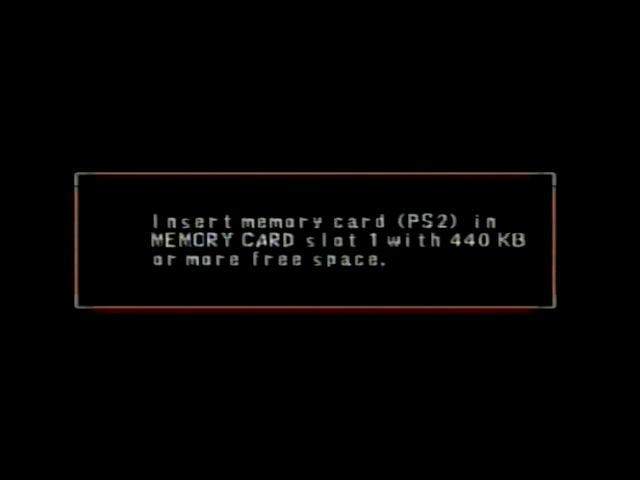 Insert memory card (PS2) in
MEMORY CARD slot 1 with 440 KB
or more free space.